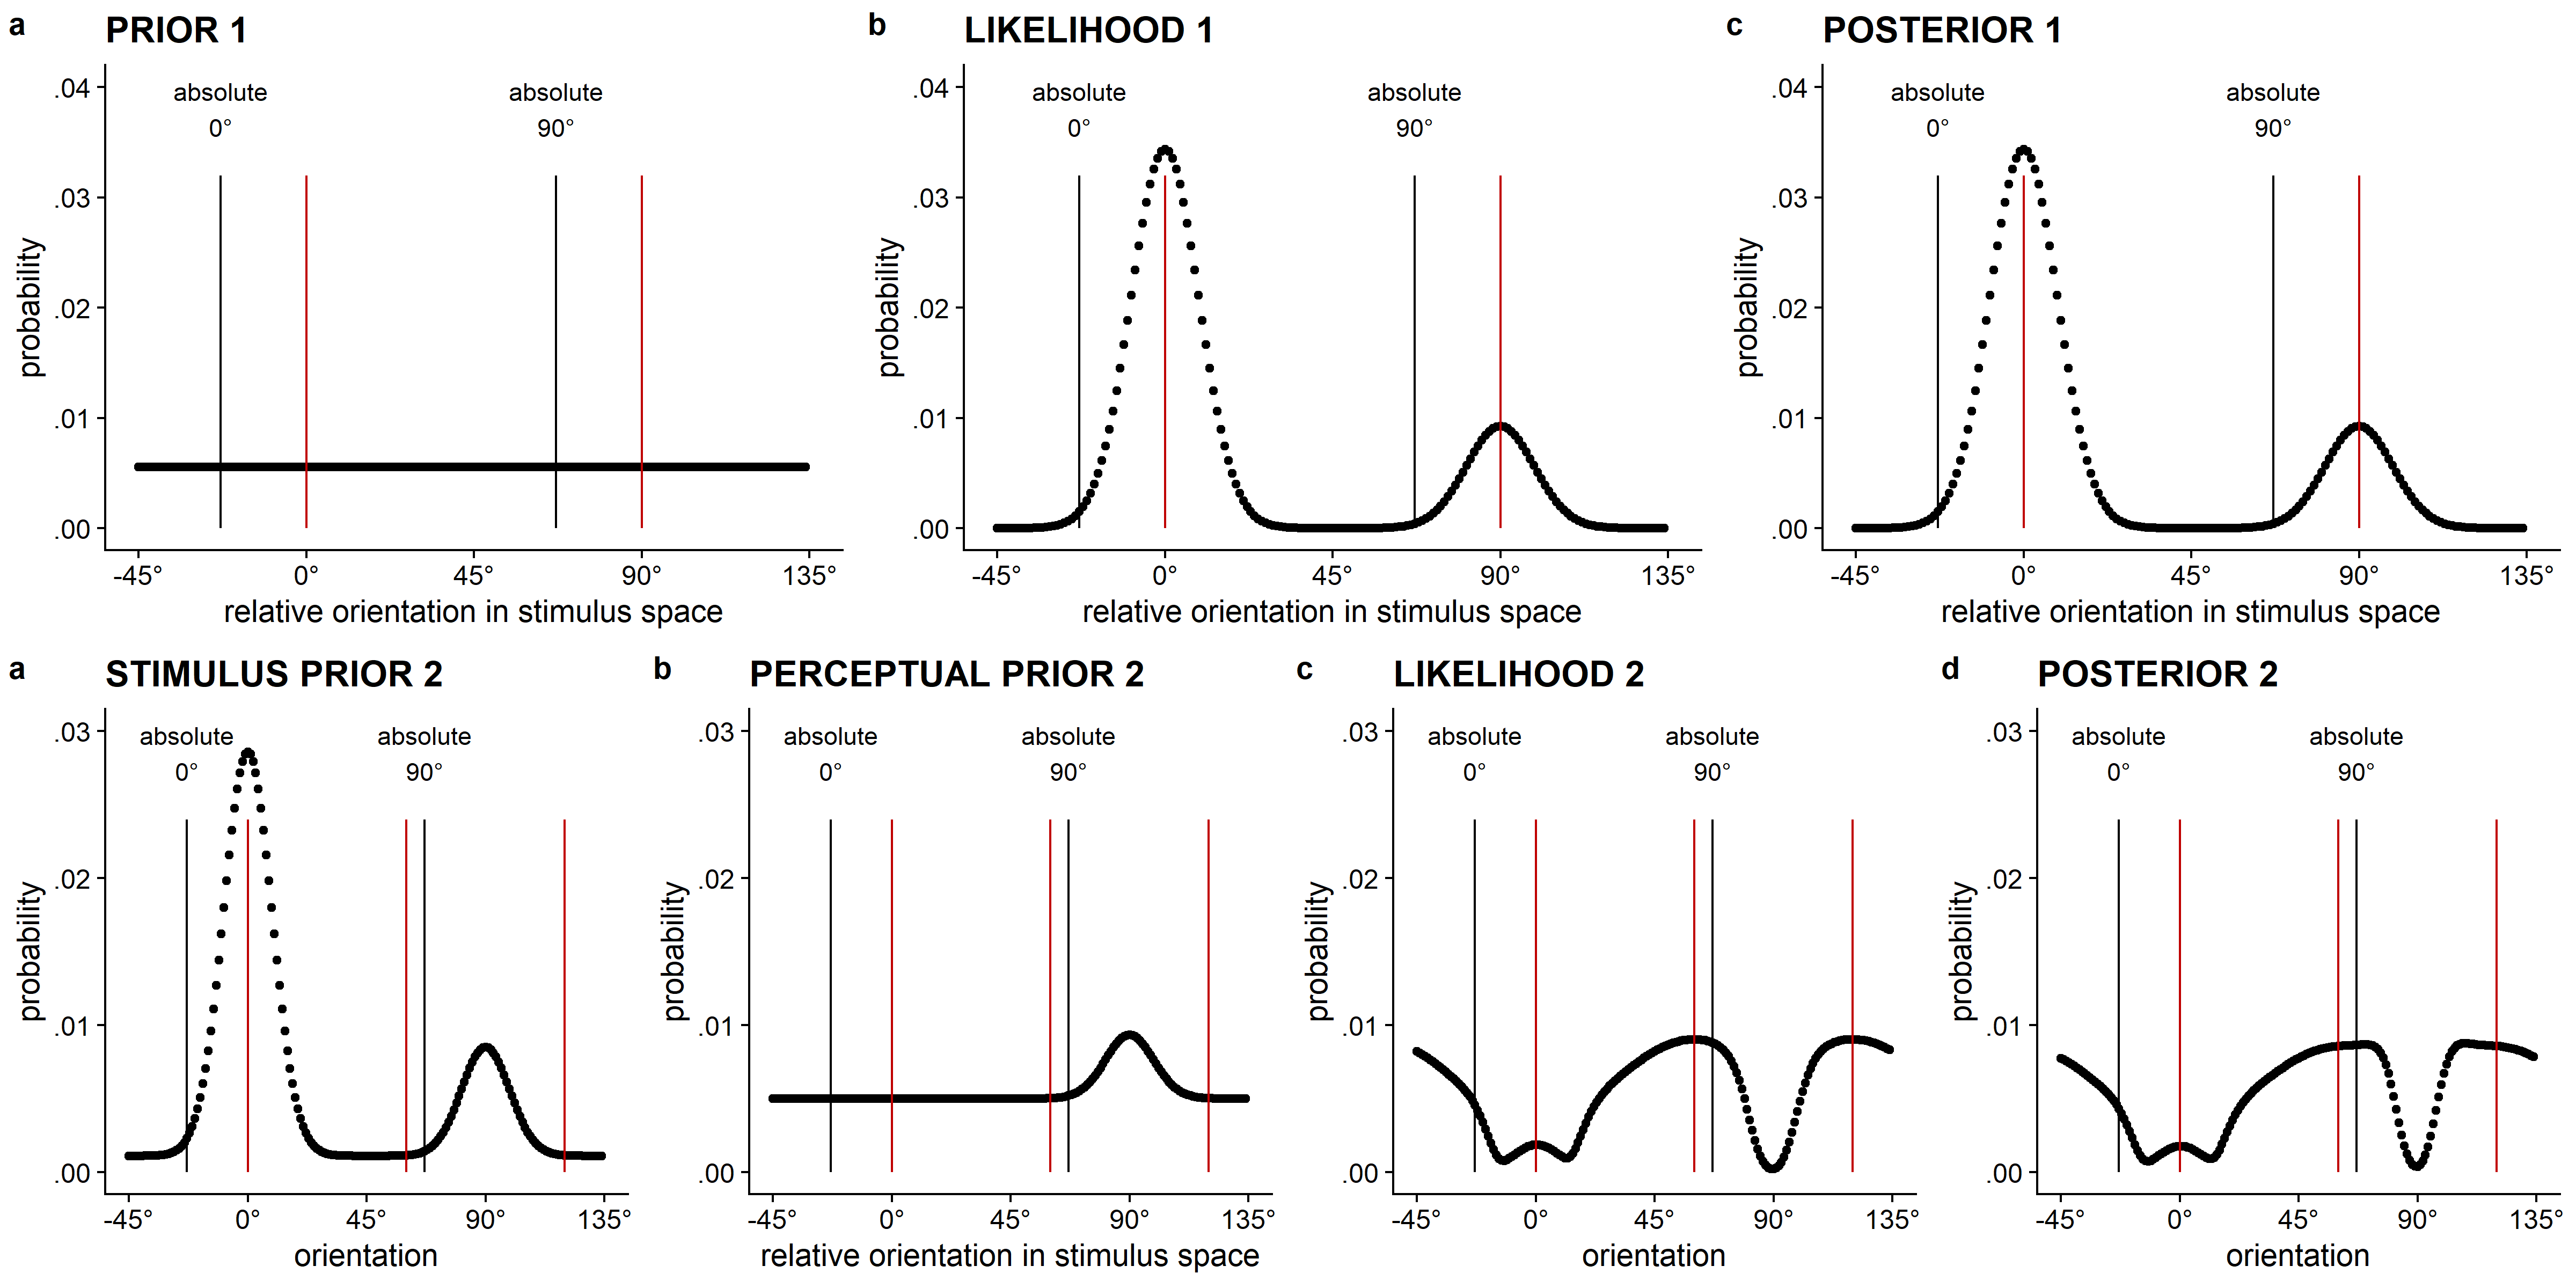 a PRIOR 1
absolute absolute
0° 90°
.04
.03
.02
.01
.00
probability
-45° 0° 45° 90° 135°
relative orientation in stimulus space
b LIKELIHOOD 1
absolute absolute
0° 90°
.04
.03
.02
.01
.00
probability
-45° 0° 45° 90° 135°
relative orientation in stimulus space
c POSTERIOR 1
absolute absolute
0° 90°
.04
.03
.02
.01
.00
probability
-45° 0° 45° 90° 135°
relative orientation in stimulus space
a STIMULUS PRIOR 2
absolute absolute
0° 90°
.03
.02
.01
.00
probability
-45° 0° 45° 90° 135°
orientation
b PERCEPTUAL PRIOR 2
absolute absolute
0° 90°
.03
.02
.01
.00
probability
-45° 0° 45° 90° 135°
relative orientation in stimulus space
c LIKELIHOOD 2
absolute absolute
0° 90°
.03
.02
.01
.00
probability
-45° 0° 45° 90° 135°
orientation
d POSTERIOR 2
absolute absolute
0° 90°
.03
.02
.01
.00
probability
-45° 0° 45° 90° 135°
orientation